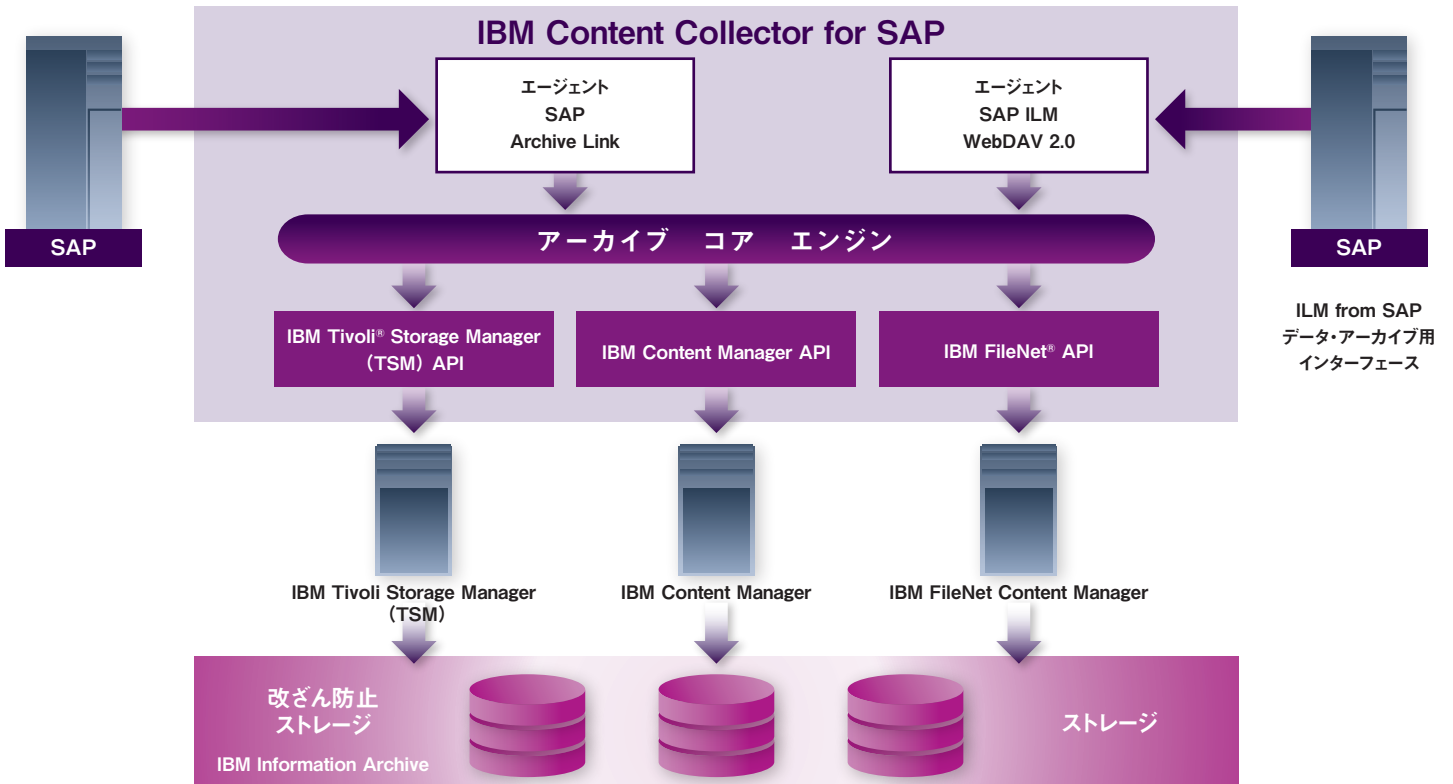 IBM Content Collector for SAP
エージェント
SAP
Archive Link
エージェント
SAP ILM
WebDAV 2.0
SAP
SAP
アーカイブ コア エンジン
ILM from SAP
データ・アーカイブ用
インターフェース
IBM Tivoli® Storage Manager
(TSM) API
IBM Content Manager API
IBM FileNet® API
IBM Tivoli Storage Manager
(TSM)
IBM Content Manager
IBM FileNet Content Manager
改ざん防止
ストレージ
IBM Information Archive
ストレージ